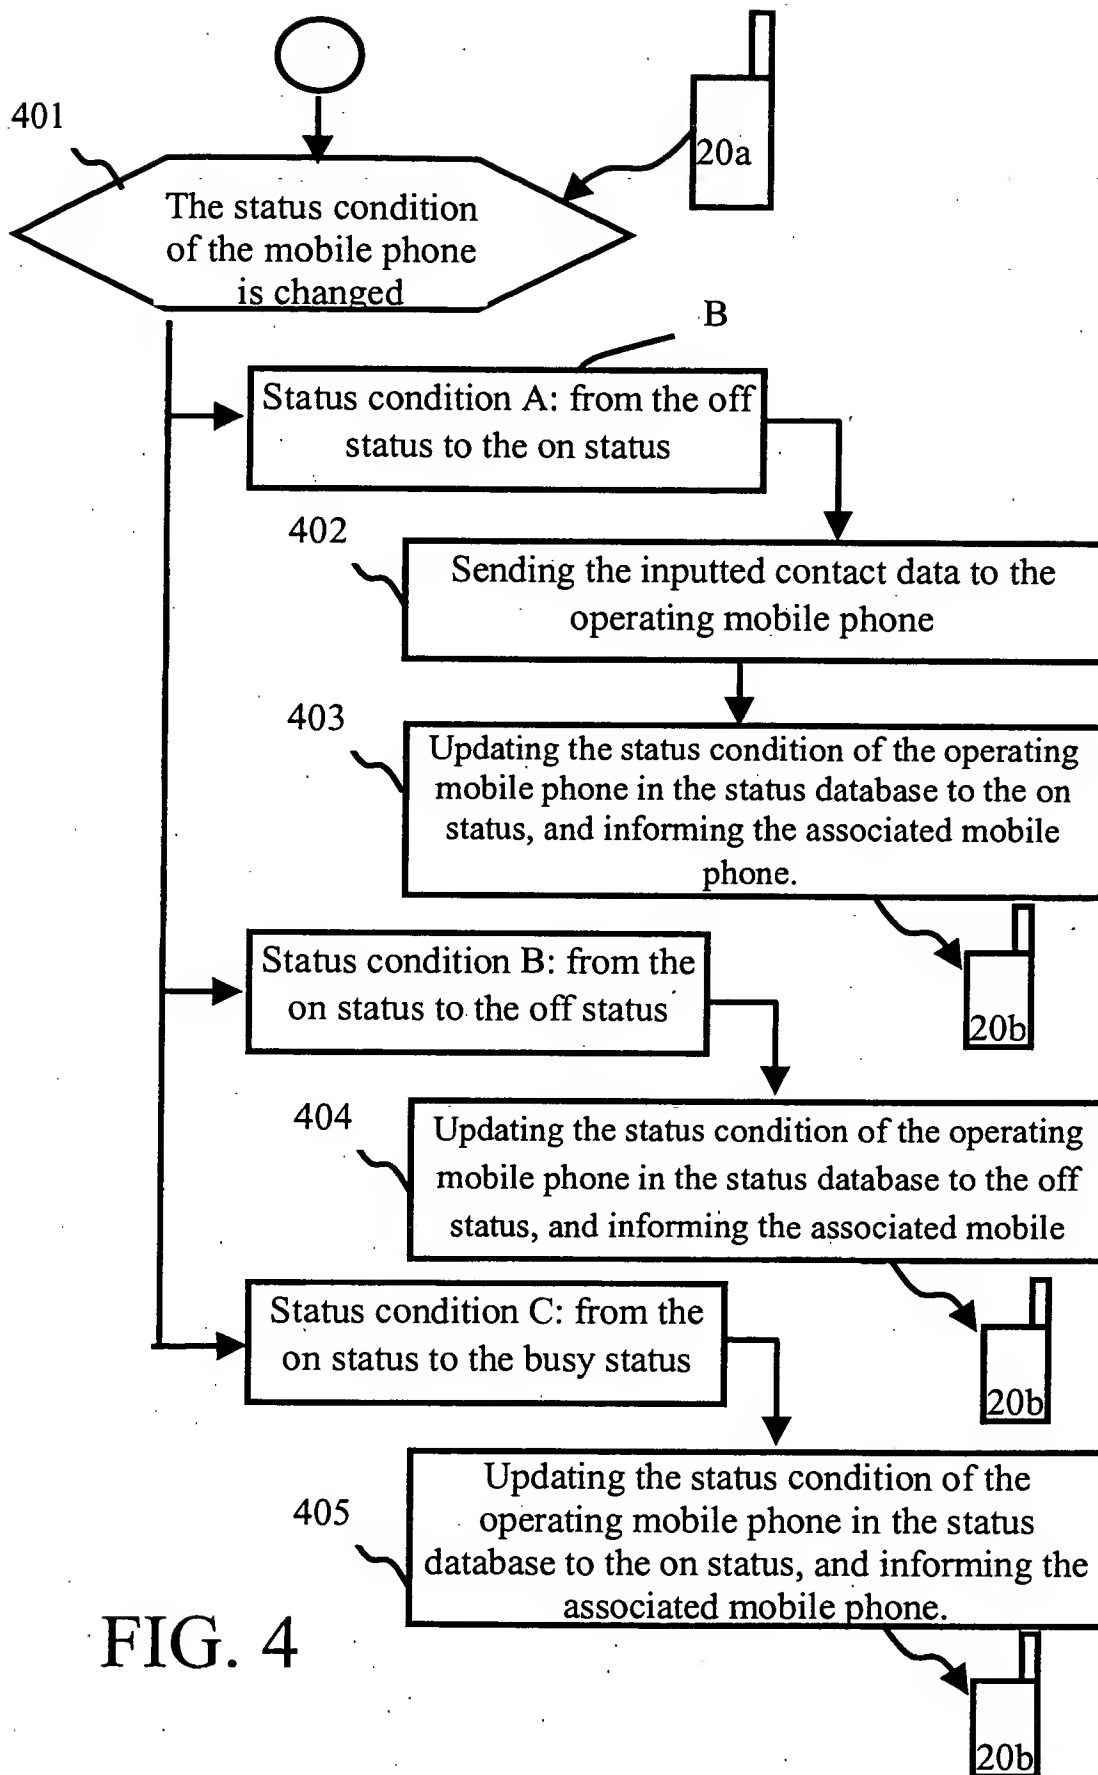 401
20a
The status condition
of the mobile phone
is changed
B
Status condition A: from the off
status to the on status
402
Sending the inputted contact data to the
operating mobile phone
403
Updating the status condition of the operating
mobile phone in the status database to the on
status, and informing the associated mobile
phone.
20b
Status condition B: from the
on status to the off status
404
Updating the status condition of the operating
mobile phone in the status database to the off
status, and informing the associated mobile
20b
Status condition C: from the
on status to the busy status
405
Updating the status condition of the
operating mobile phone in the status
database to the on status, and informing the
associated mobile phone.
20b
FIG. 4